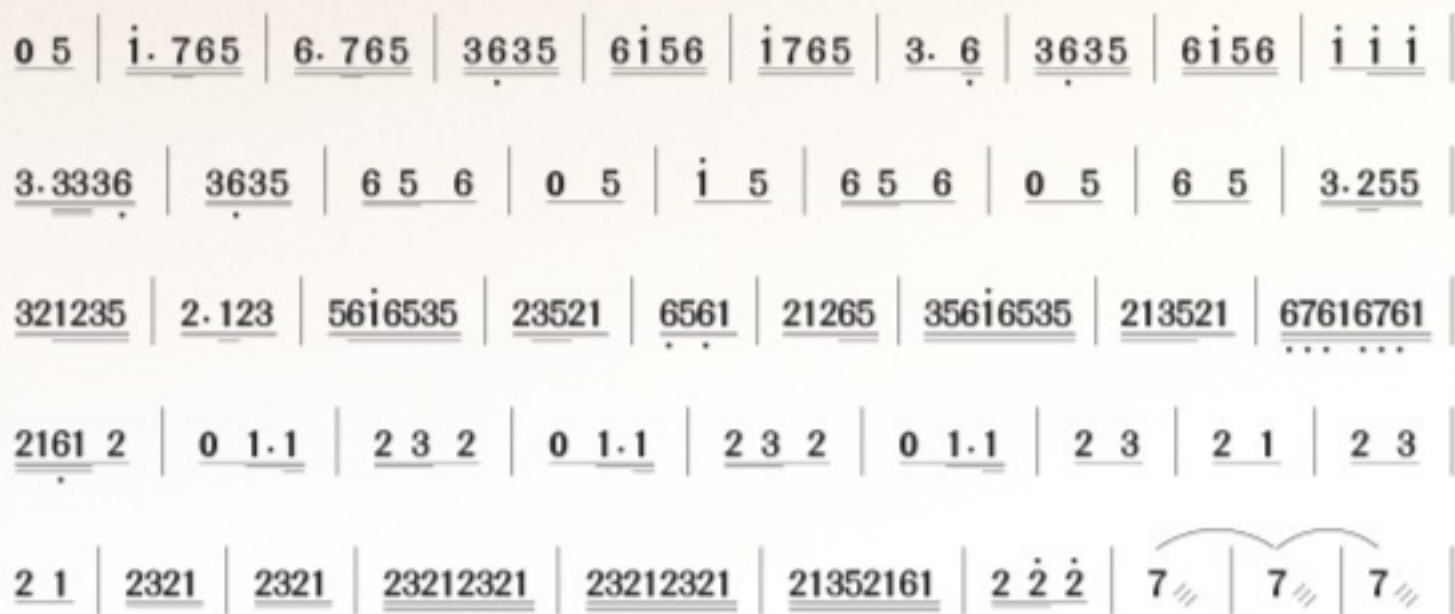 0 5 | i. 765 | 6. 765 | 3635 | 6i56 | i765 | 3. 6 | 3635 | 6i56 | i i i |
3.3336 | 3635 | 6 5 6 | 0 5 | i 5 | 6 5 6 | 0 5 | 6 5 | 3.255 |
321235 | 2.123 | 56i6535 | 23521 | 6561 | 21265 | 356i6535 | 213521 | 67616761 |
2161 2 | 0 1.1 | 2 3 2 | 0 1.1 | 2 3 2 | 0 1.1 | 2 3 | 2 1 | 2 3 |
2 1 | 2321 | 2321 | 23212321 | 23212321 | 21352161 | 2 2̇ 2̇ | 7 /// | 7 /// | 7 ///